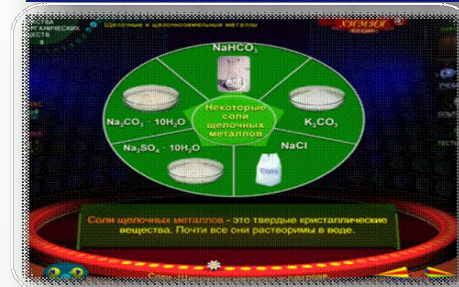 Щелочные и щелочноземельные металлы
ХИМИЯ
NaHCO₃
Na₂CO₃ · 10H₂O
K₂CO₃
Некоторые
соли
щелочных
металлов
Na₂SO₄ · 10H₂O
NaCl
Соли щелочных металлов - это твердые кристаллические
вещества. Почти все они растворимы в воде.